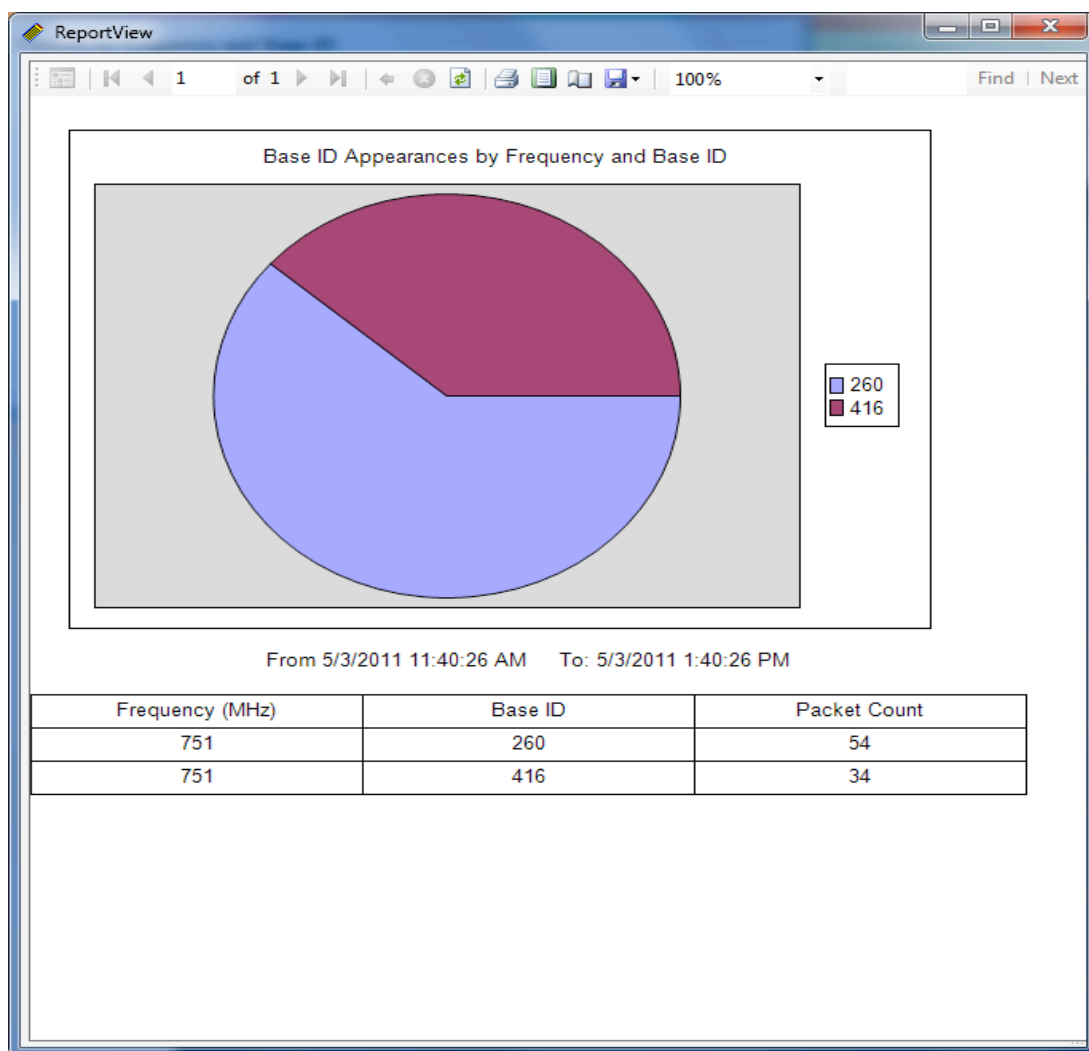 ReportView
1 of 1 100% Find | Next
Base ID Appearances by Frequency and Base ID
260
416
From 5/3/2011 11:40:26 AM To: 5/3/2011 1:40:26 PM
Frequency (MHz) Base ID Packet Count
751 260 54
751 416 34